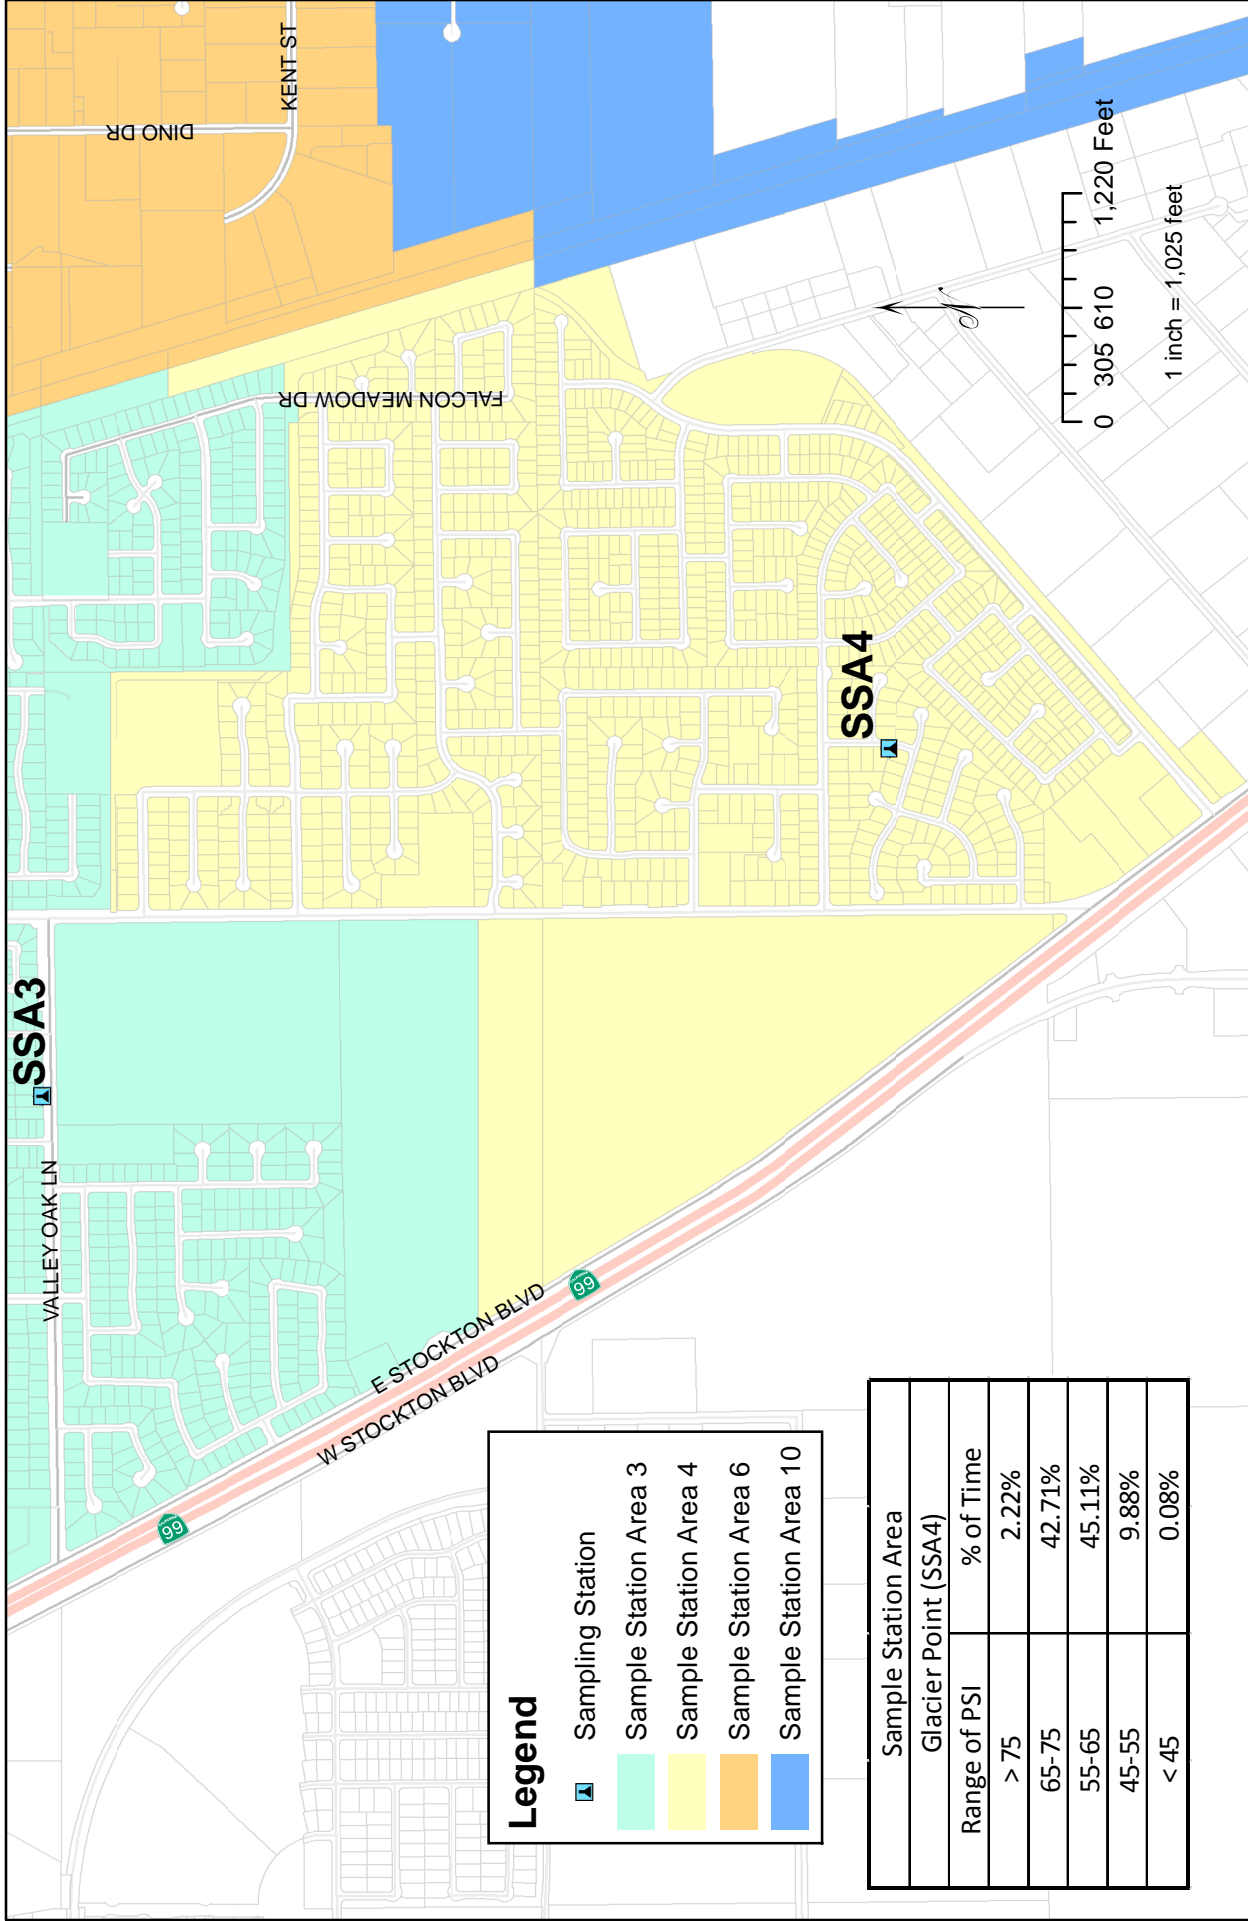 SSA3
VALLEY OAK LN
99
W STOCKTON BLVD
E STOCKTON BLVD
99
DINO DR
KENT ST
FALCON MEADOW DR
SSA4
Legend
Sampling Station
Sample Station Area 3
Sample Station Area 4
Sample Station Area 6
Sample Station Area 10
Sample Station Area
Glacier Point (SSA4)
Range of PSI % of Time
> 75 2.22%
65-75 42.71%
55-65 45.11%
45-55 9.88%
< 45 0.08%
N
0 305 610 1,220 Feet
1 inch = 1,025 feet